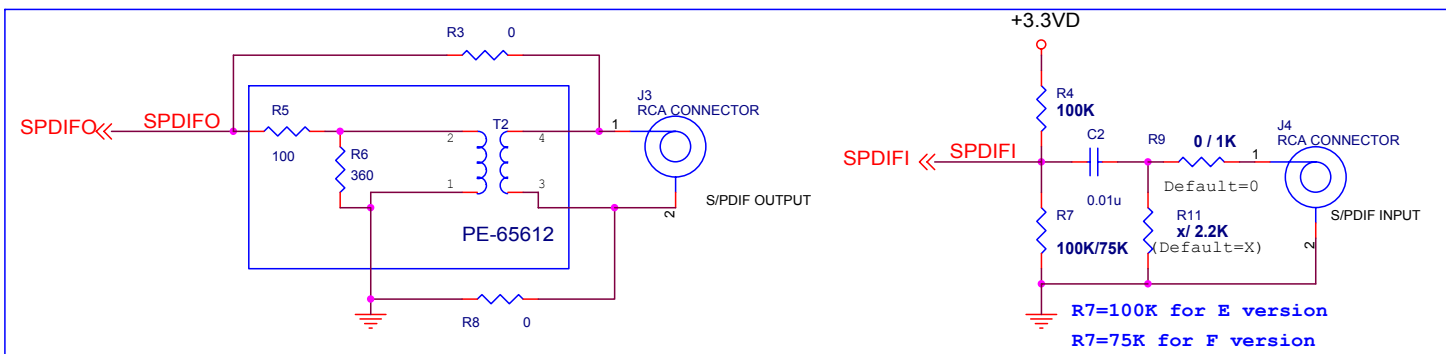 R3 0
SPDIFO
SPDIFO
R5
100
R6
360
2
1
T2
4
3
PE-65612
J3
RCA CONNECTOR
1
2
S/PDIF OUTPUT
R8 0
+3.3VD
R4
100K
SPDIFI
SPDIFI
C2
0.01u
R9
0 / 1K
Default=0
1
J4
RCA CONNECTOR
S/PDIF INPUT
2
R7
100K/75K
R11
x/ 2.2K
(Default=X)
R7=100K for E version
R7=75K for F version